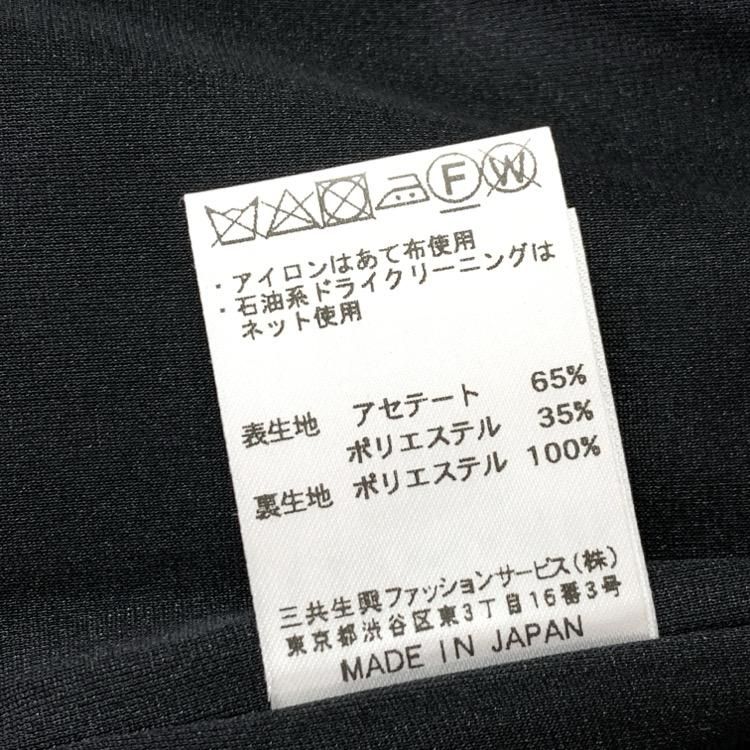 F W
・アイロンはあて布使用
・石油系ドライクリーニングは
ネット使用
表生地 アセテート 65%
ポリエステル 35%
裏生地 ポリエステル 100%
三共生興ファッションサービス(株)
東京都渋谷区東3丁目16番3号
MADE IN JAPAN